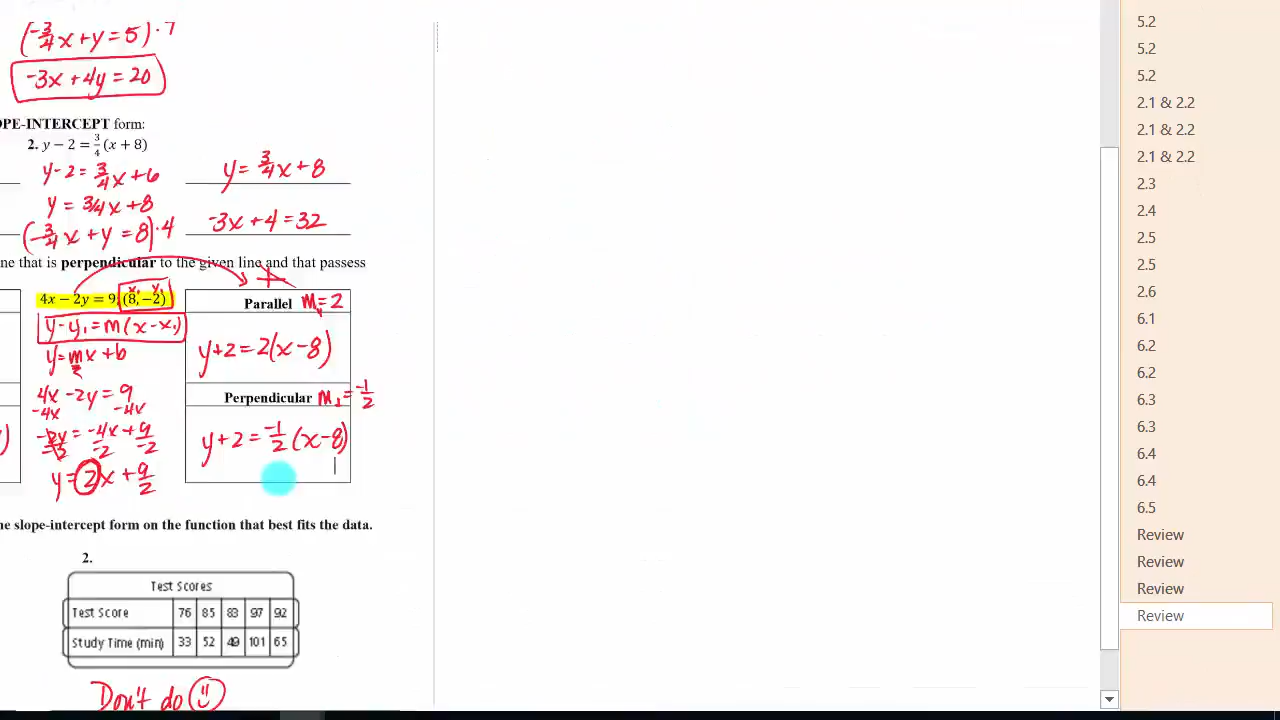 (-3/4x+y=5)·4
-3x+4y=20
OPE-INTERCEPT form:
2. y − 2 = 3/4 (x + 8)
y-2=3/4x+6
y=3/4x+8
y=3/4x+8
(-3/4x+y=8)·4
-3x+4=32
ne that is perpendicular to the given line and that passess
x₁ y₁
4x − 2y = 9; (8, −2)
y-y₁=m(x-x₁)
y=mx+b
4x-2y=9
-4x -4x
-2y=-4x+9
-2 -2 -2
y=2x+9/2
Parallel m=2
y+2=2(x-8)
Perpendicular m⊥=-1/2
y+2=-1/2(x-8)
he slope-intercept form on the function that best fits the data.
2.
Test Scores
Test Score 76 85 83 97 92
Study Time (min) 33 52 49 101 65
Don't do
5.2
5.2
5.2
2.1 & 2.2
2.1 & 2.2
2.1 & 2.2
2.3
2.4
2.5
2.5
2.6
6.1
6.2
6.2
6.3
6.3
6.4
6.4
6.5
Review
Review
Review
Review